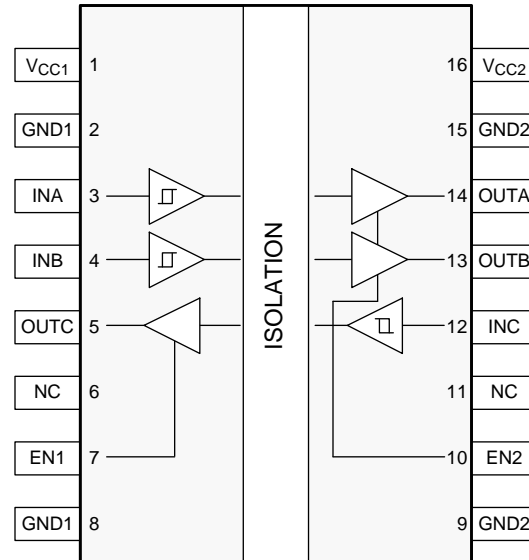 VCC1 1 16 VCC2
GND1 2 15 GND2
INA 3 14 OUTA
INB 4 13 OUTB
OUTC 5 12 INC
NC 6 11 NC
EN1 7 10 EN2
GND1 8 9 GND2
ISOLATION